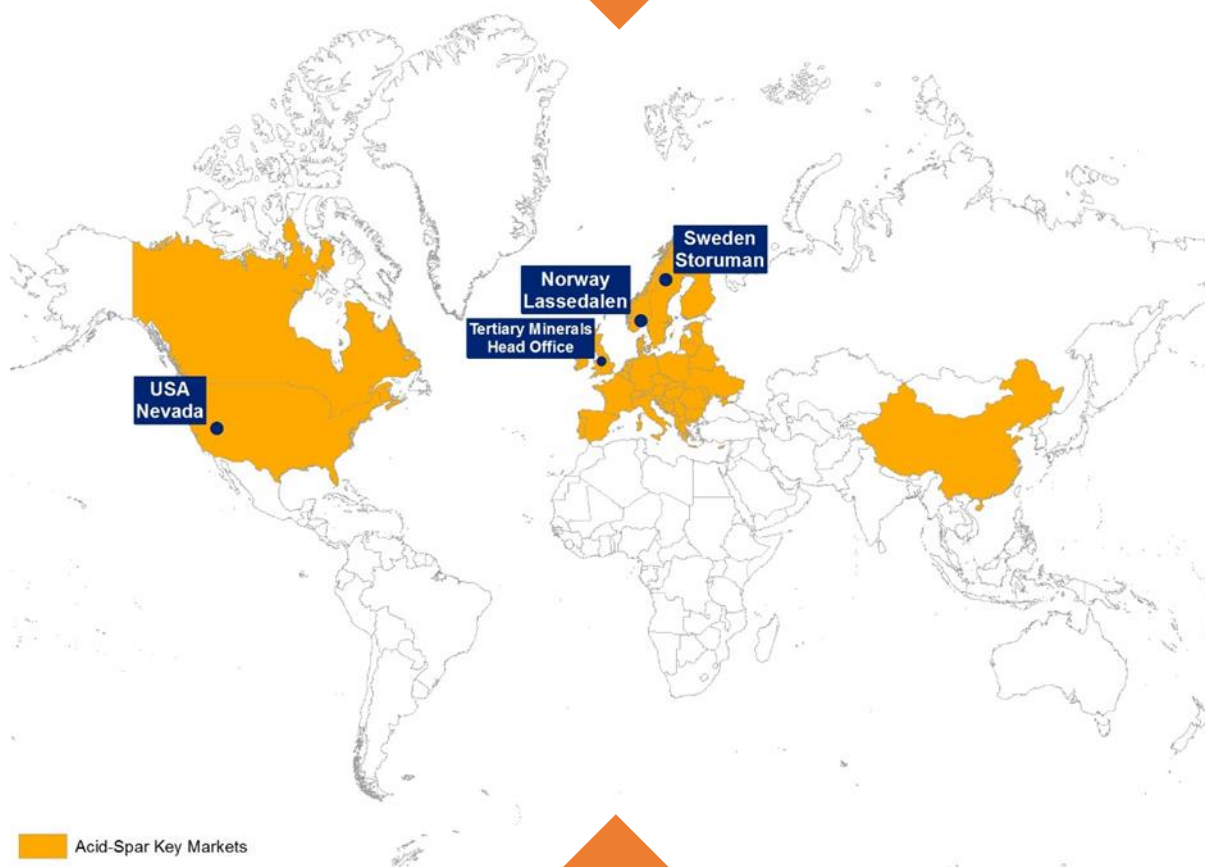 Sweden
Storuman
Norway
Lassedalen
Tertiary Minerals
Head Office
USA
Nevada
Acid-Spar Key Markets